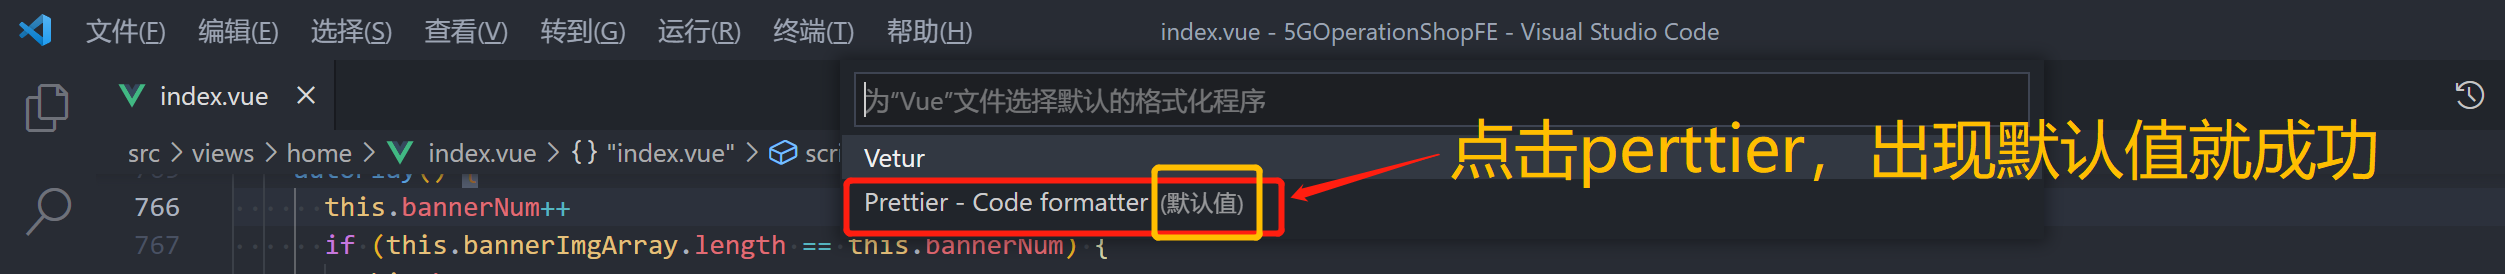 文件(F) 编辑(E) 选择(S) 查看(V) 转到(G) 运行(R) 终端(T) 帮助(H) index.vue - 5GOperationShopFE - Visual Studio Code
index.vue
为“Vue”文件选择默认的格式化程序
点击perttier，出现默认值就成功
src > views > home > index.vue > {} "index.vue" > scri
Vetur
Prettier - Code formatter (默认值)
766 this.bannerNum++
767 if (this.bannerImgArray.length == this.bannerNum) {